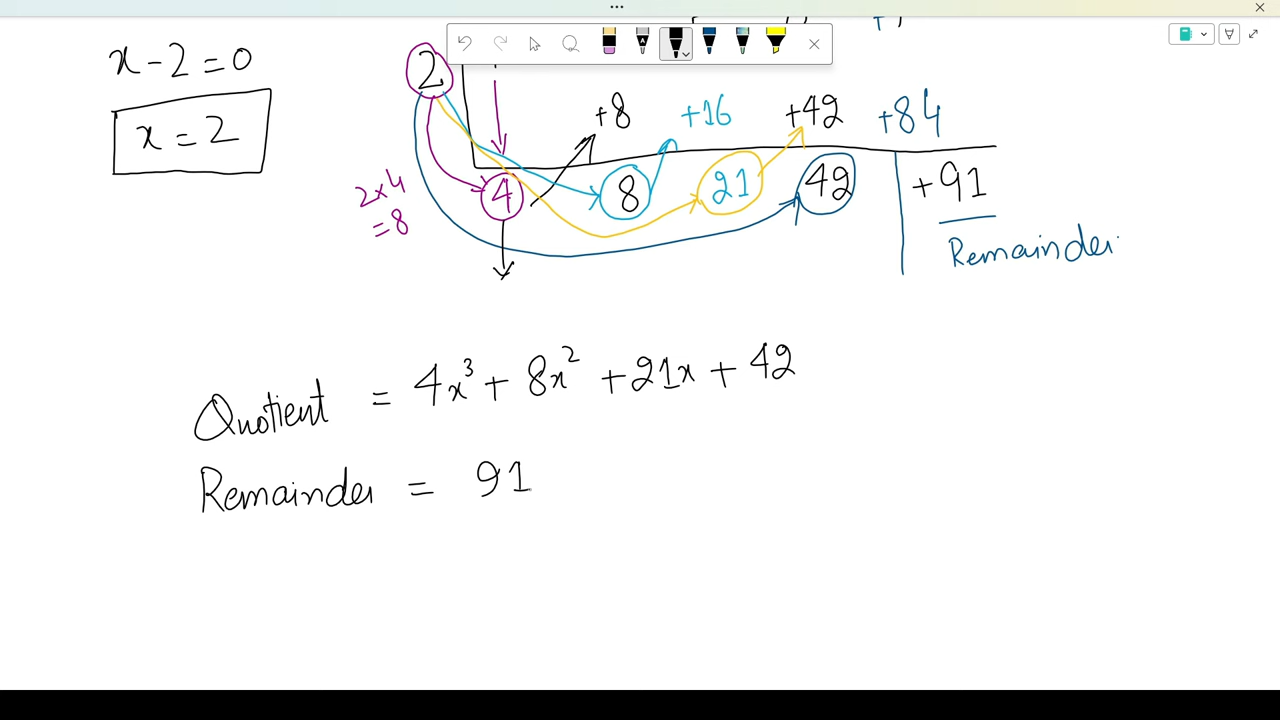 x - 2 = 0
x = 2
2
+8 +16 +42 +84
4 8 21 42 +91
2×4
= 8
Remainder
Quotient = 4x³ + 8x² + 21x + 42
Remainder = 91